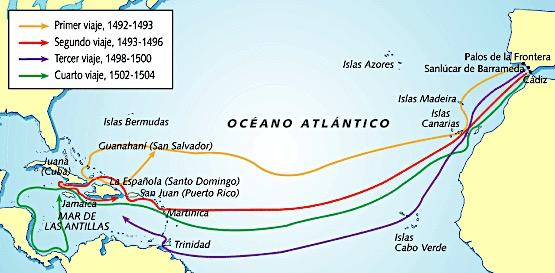 Primer viaje, 1492-1493
Segundo viaje, 1493-1496
Tercer viaje, 1498-1500
Cuarto viaje, 1502-1504
Palos de la Frontera
Sanlúcar de Barrameda
Cádiz
Islas Azores
Islas Madeira
Islas
Canarias
Islas Bermudas
OCÉANO ATLÁNTICO
Guanahaní (San Salvador)
Juana
(Cuba)
La Española (Santo Domingo)
San Juan (Puerto Rico)
Jamaica
Martinica
MAR DE
LAS ANTILLAS
Trinidad
Islas
Cabo Verde